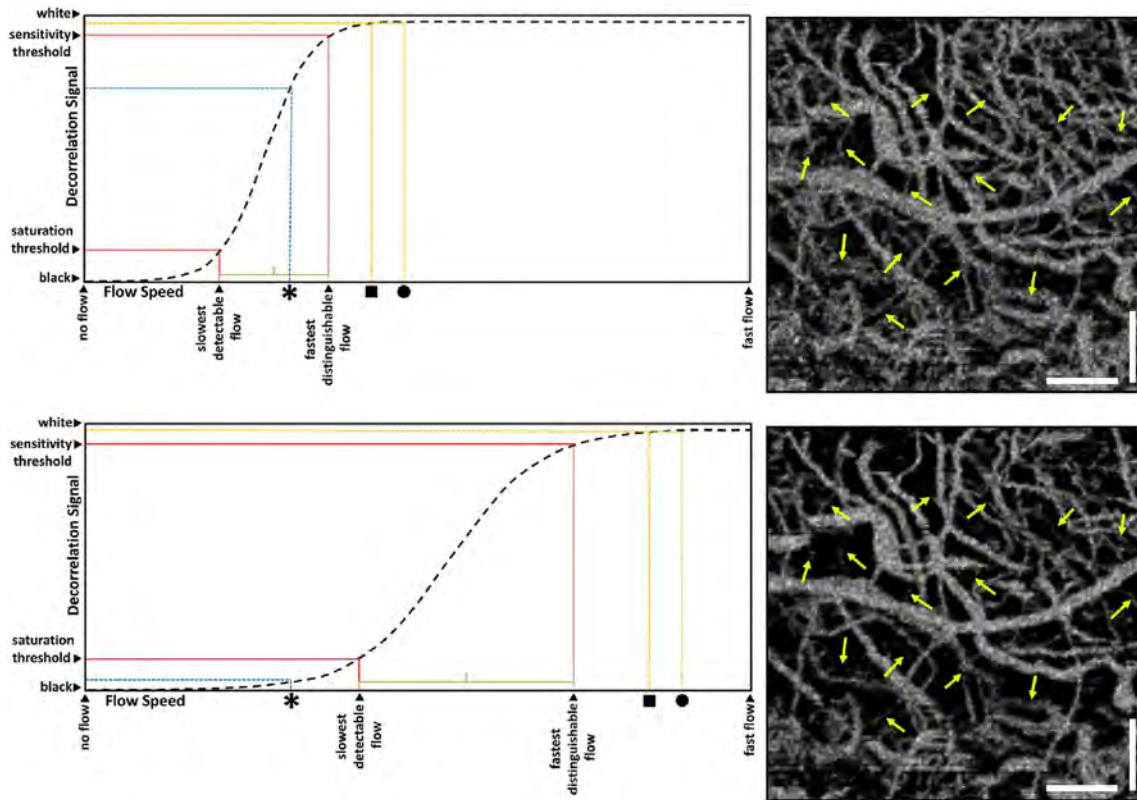 white
sensitivity
threshold
Decorrelation Signal
saturation
threshold
black
no flow
Flow Speed
slowest
detectable
flow
fastest
distinguishable
flow
fast flow
white
sensitivity
threshold
Decorrelation Signal
saturation
threshold
black
no flow
Flow Speed
slowest
detectable
flow
fastest
distinguishable
flow
fast flow